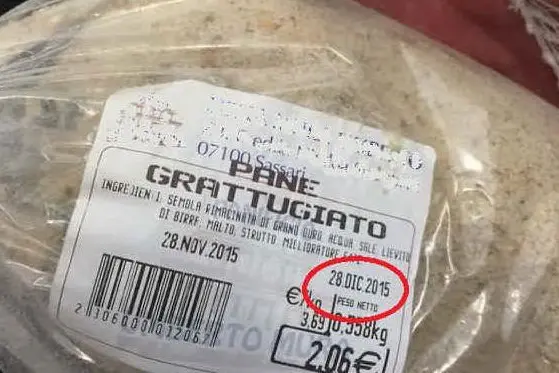 07100 Sassari
PANE
GRATTUGIATO
INGREDIENTI: SEMOLA RIMACINATA DI GRANO DURO, ACQUA, SALE, LIEVITO
DI BIRRA, MALTO, STRUTTO, MELLIORATORE
28.NOV.2015
28.DIC.2015
€/kg PESO NETTO
3,69 0,558kg
2,06€